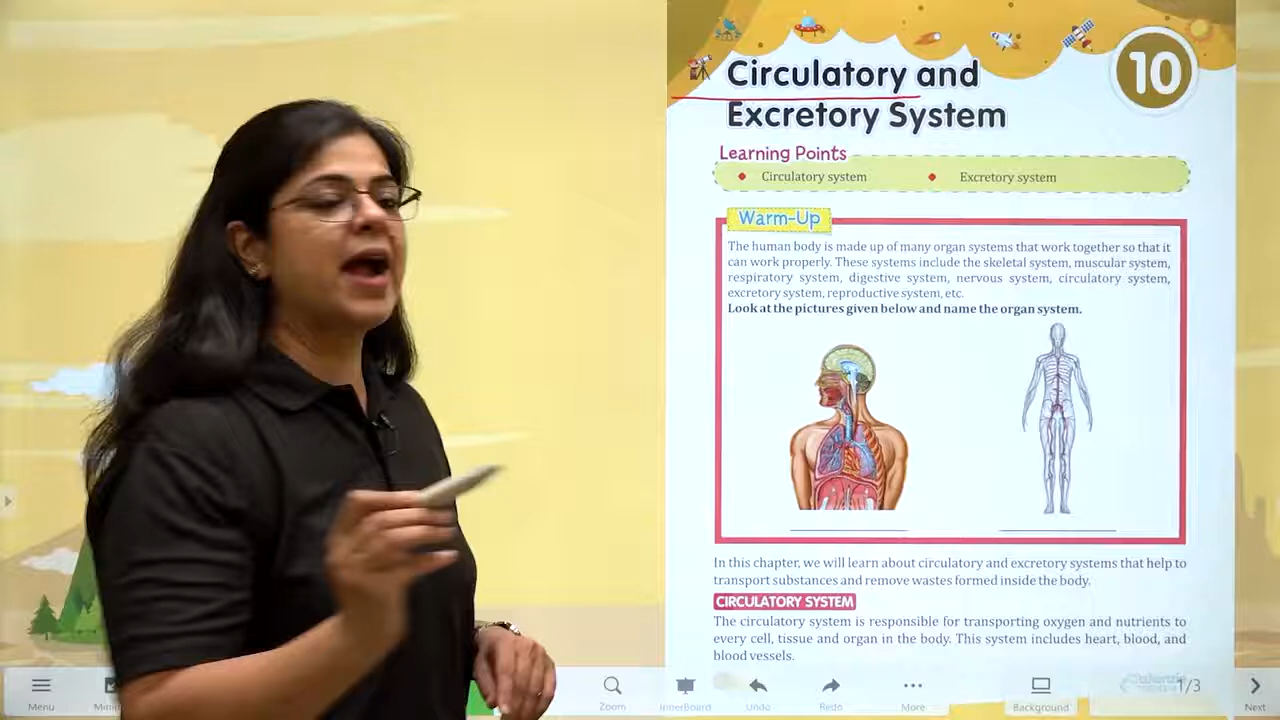 Circulatory and
Excretory System
10
Learning Points
Circulatory system
Excretory system
Warm-Up
The human body is made up of many organ systems that work together so that it
can work properly. These systems include the skeletal system, muscular system,
respiratory system, digestive system, nervous system, circulatory system,
excretory system, reproductive system, etc.
Look at the pictures given below and name the organ system.
In this chapter, we will learn about circulatory and excretory systems that help to
transport substances and remove wastes formed inside the body.
CIRCULATORY SYSTEM
The circulatory system is responsible for transporting oxygen and nutrients to
every cell, tissue and organ in the body. This system includes heart, blood, and
blood vessels.
Menu
Zoom
Undo
Redo
More
Background
1/3
Next